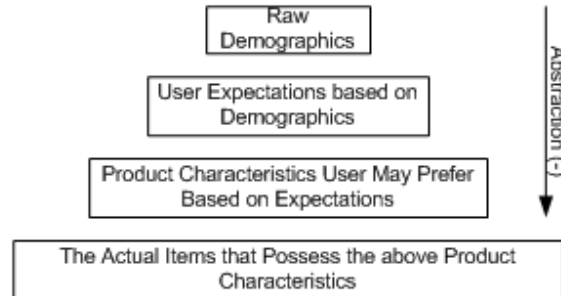 Raw
Demographics
User Expectations based on
Demographics
Product Characteristics User May Prefer
Based on Expectations
The Actual Items that Possess the above Product
Characteristics
Abstraction (-)